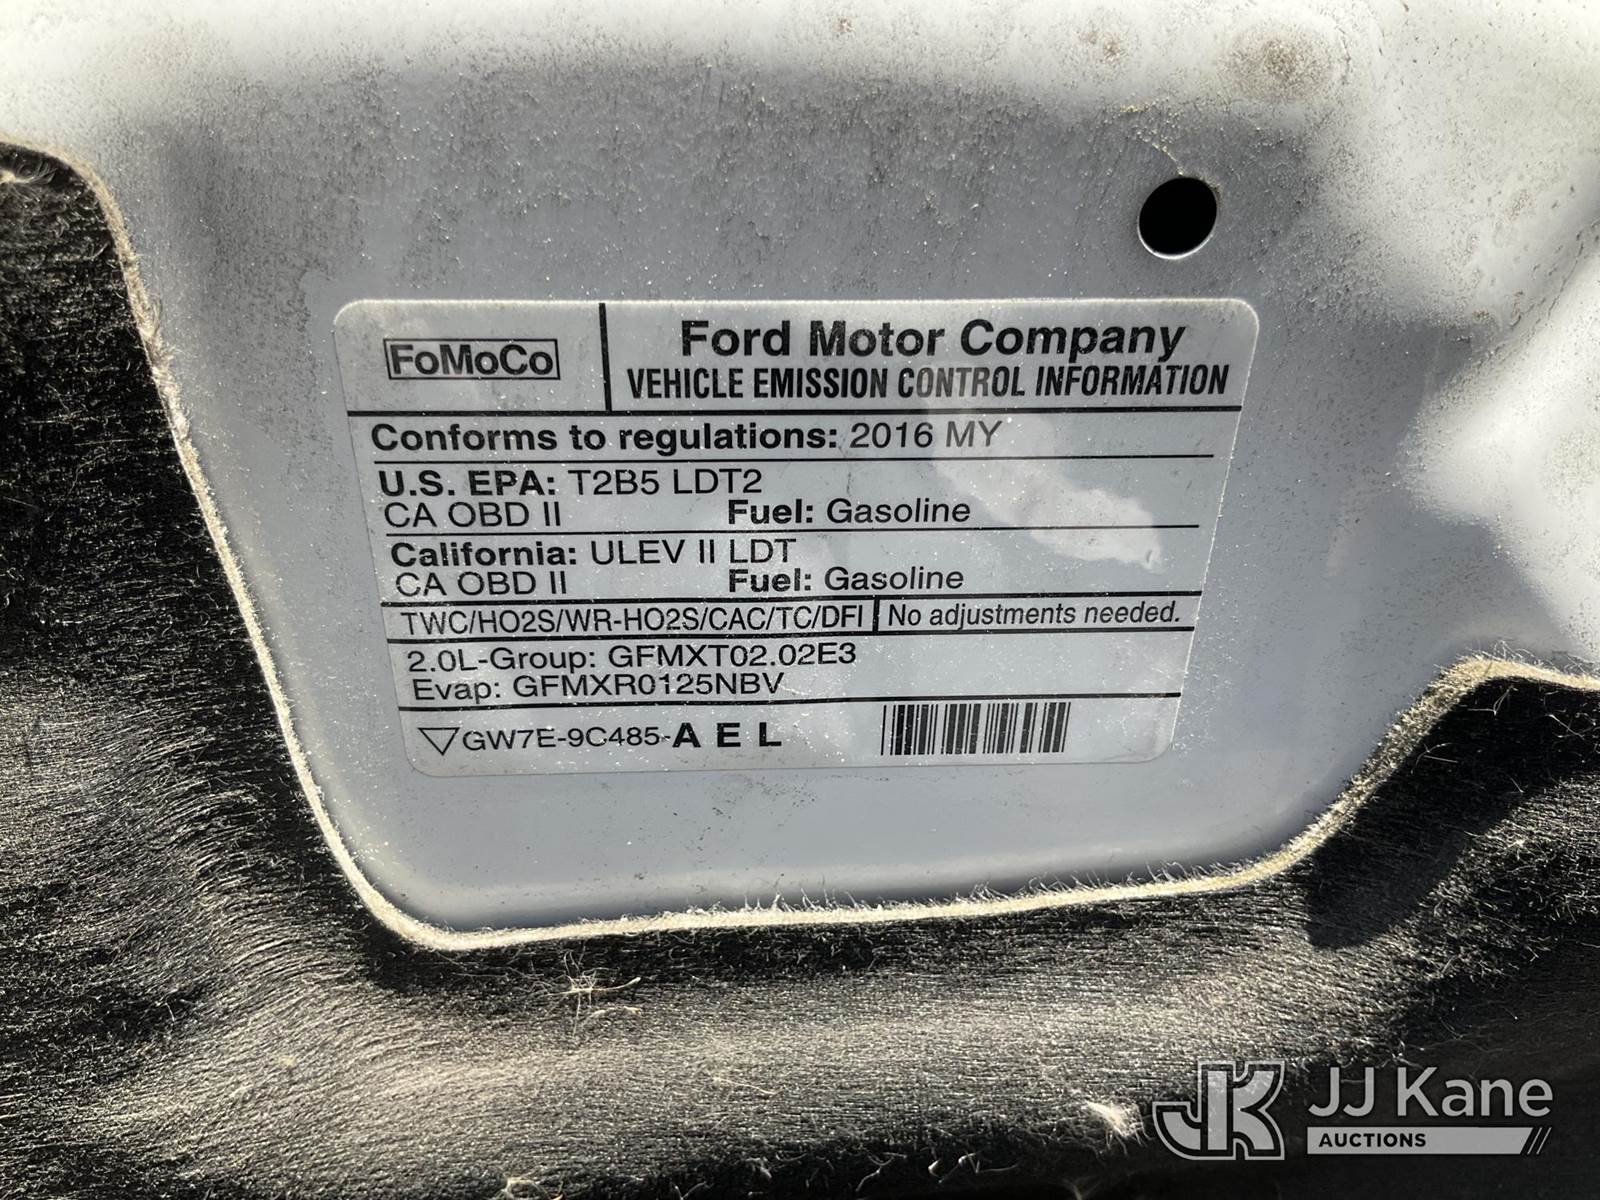 FoMoCo
Ford Motor Company
VEHICLE EMISSION CONTROL INFORMATION
Conforms to regulations: 2016 MY
U.S. EPA: T2B5 LDT2
CA OBD II Fuel: Gasoline
California: ULEV II LDT
CA OBD II Fuel: Gasoline
TWC/HO2S/WR-HO2S/CAC/TC/DFI No adjustments needed.
2.0L-Group: GFMXT02.02E3
Evap: GFMXR0125NBV
GW7E-9C485-A E L
JK JJ Kane
AUCTIONS